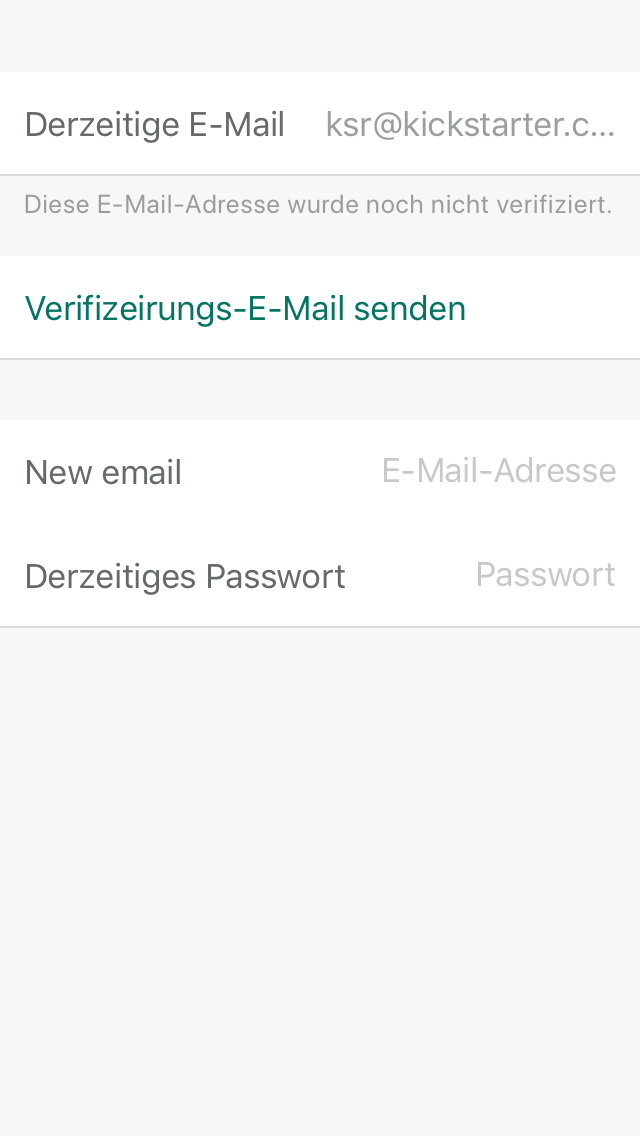 Derzeitige E-Mail ksr@kickstarter.c...
Diese E-Mail-Adresse wurde noch nicht verifiziert.
Verifizeirungs-E-Mail senden
New email E-Mail-Adresse
Derzeitiges Passwort Passwort